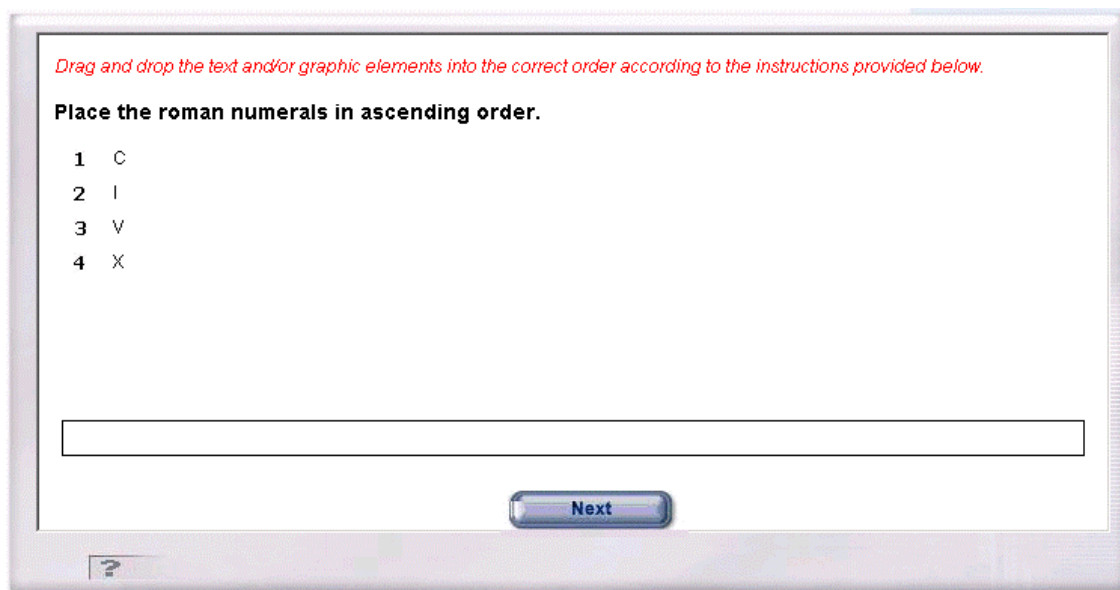 Drag and drop the text and/or graphic elements into the correct order according to the instructions provided below.
Place the roman numerals in ascending order.
1 C
2 I
3 V
4 X
Next
?